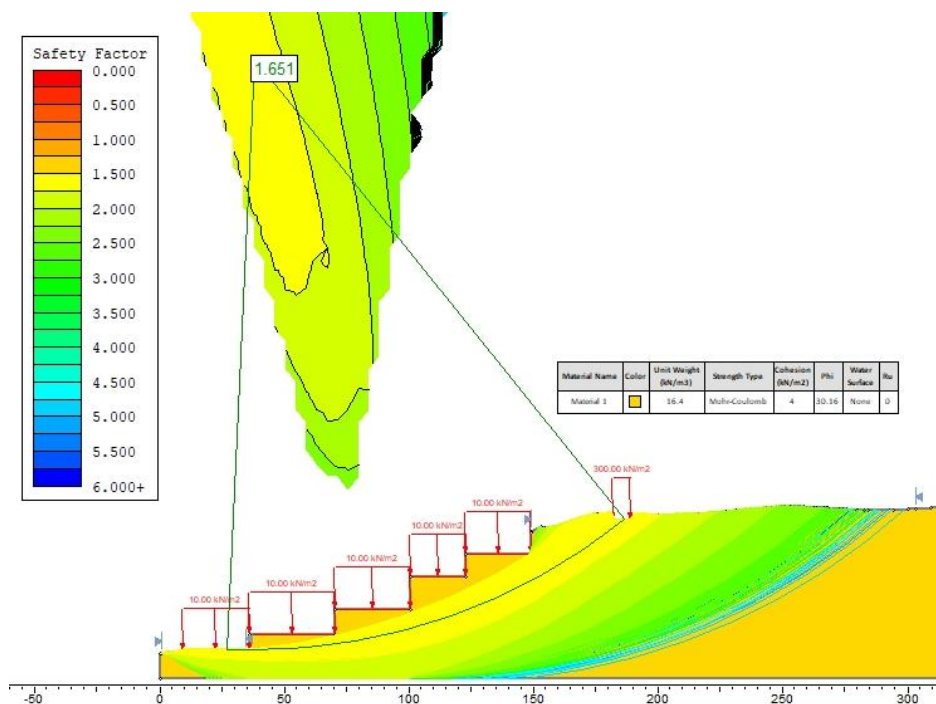 Safety Factor
0.000
0.500
1.000
1.500
2.000
2.500
3.000
3.500
4.000
4.500
5.000
5.500
6.000+
1.651
Material Name Color Unit Weight (kN/m3) Strength Type Cohesion (kN/m2) Phi Water Surface Ru
Material 1 16.4 Mohr-Coulomb 4 30.16 None 0
300.00 kN/m2
10.00 kN/m2
10.00 kN/m2
10.00 kN/m2
10.00 kN/m2
10.00 kN/m2
-50 0 50 100 150 200 250 300